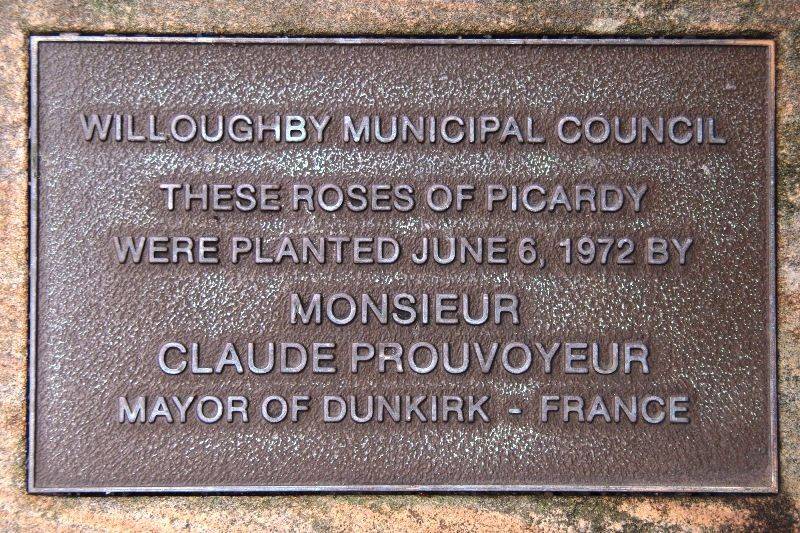 WILLOUGHBY MUNICIPAL COUNCIL
THESE ROSES OF PICARDY
WERE PLANTED JUNE 6, 1972 BY
MONSIEUR
CLAUDE PROUVOYEUR
MAYOR OF DUNKIRK - FRANCE